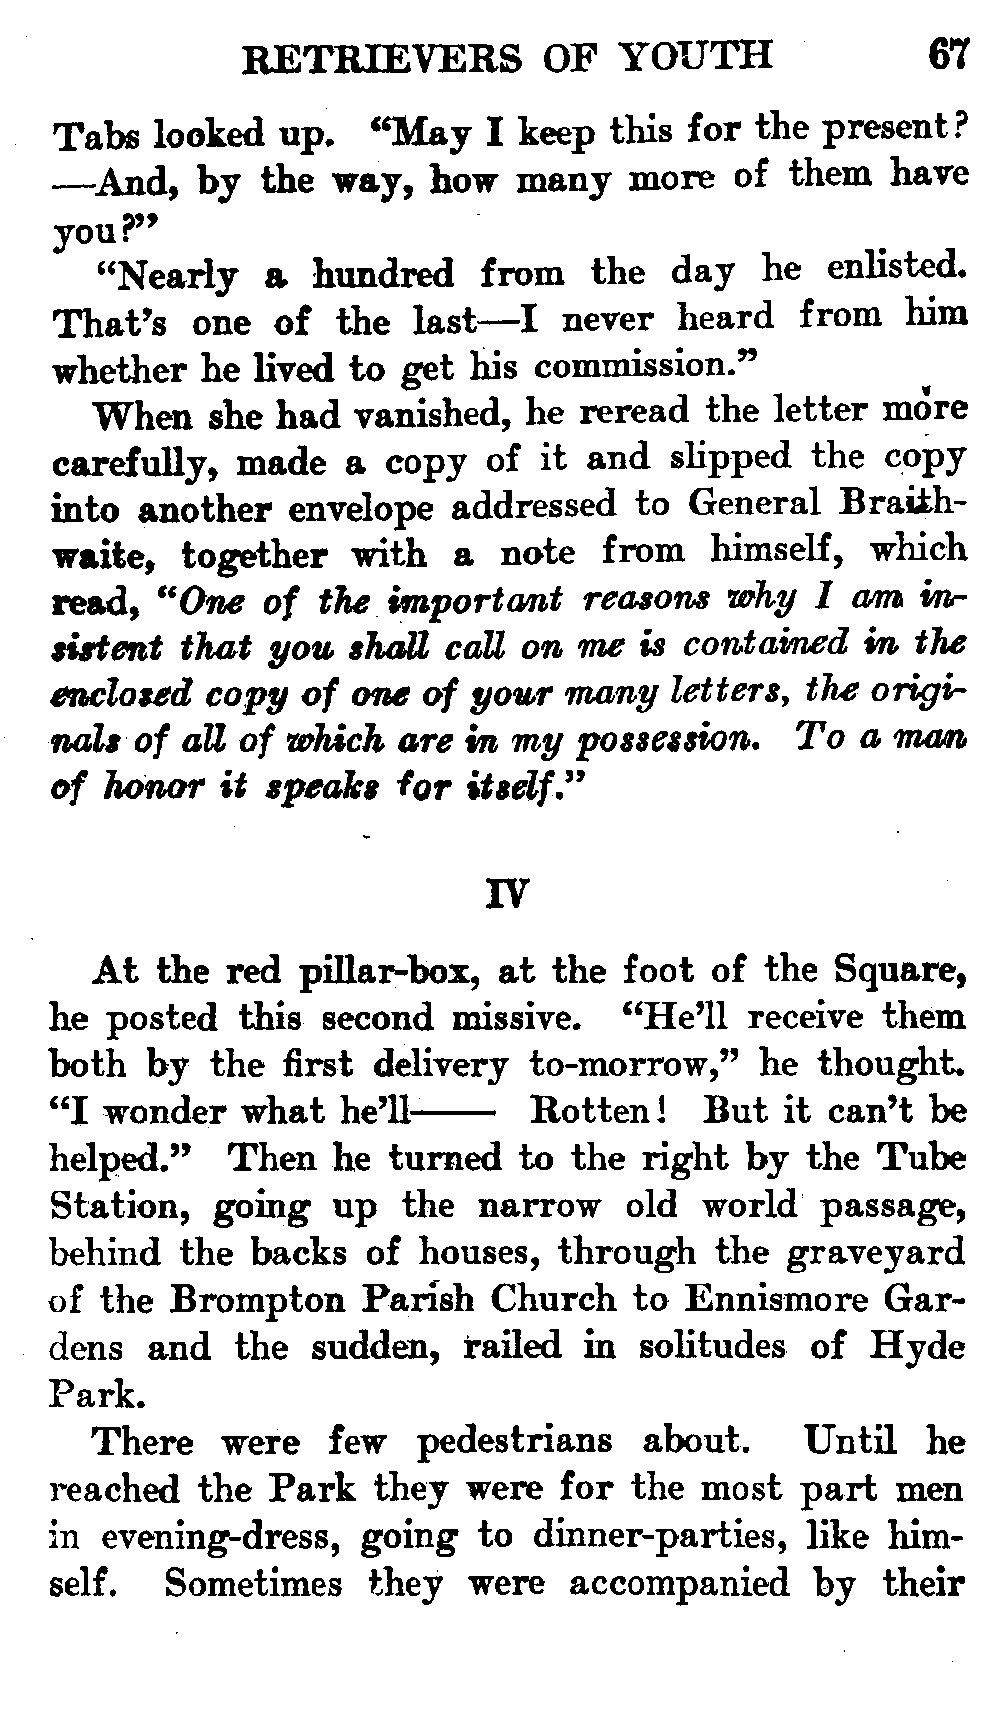 RETRIEVERS OF YOUTH 67
Tabs looked up. “May I keep this for the present?
—And, by the way, how many more of them have
you?”
“Nearly a hundred from the day he enlisted.
That’s one of the last—I never heard from him
whether he lived to get his commission.”
When she had vanished, he reread the letter more
carefully, made a copy of it and slipped the copy
into another envelope addressed to General Braith-
waite, together with a note from himself, which
read, “One of the important reasons why I am in-
sistent that you shall call on me is contained in the
enclosed copy of one of your many letters, the origi-
nals of all of which are in my possession. To a man
of honor it speaks for itself.”
IV
At the red pillar-box, at the foot of the Square,
he posted this second missive. “He’ll receive them
both by the first delivery to-morrow,” he thought.
“I wonder what he’ll—— Rotten! But it can’t be
helped.” Then he turned to the right by the Tube
Station, going up the narrow old world passage,
behind the backs of houses, through the graveyard
of the Brompton Parish Church to Ennismore Gar-
dens and the sudden, railed in solitudes of Hyde
Park.
There were few pedestrians about. Until he
reached the Park they were for the most part men
in evening-dress, going to dinner-parties, like him-
self. Sometimes they were accompanied by their